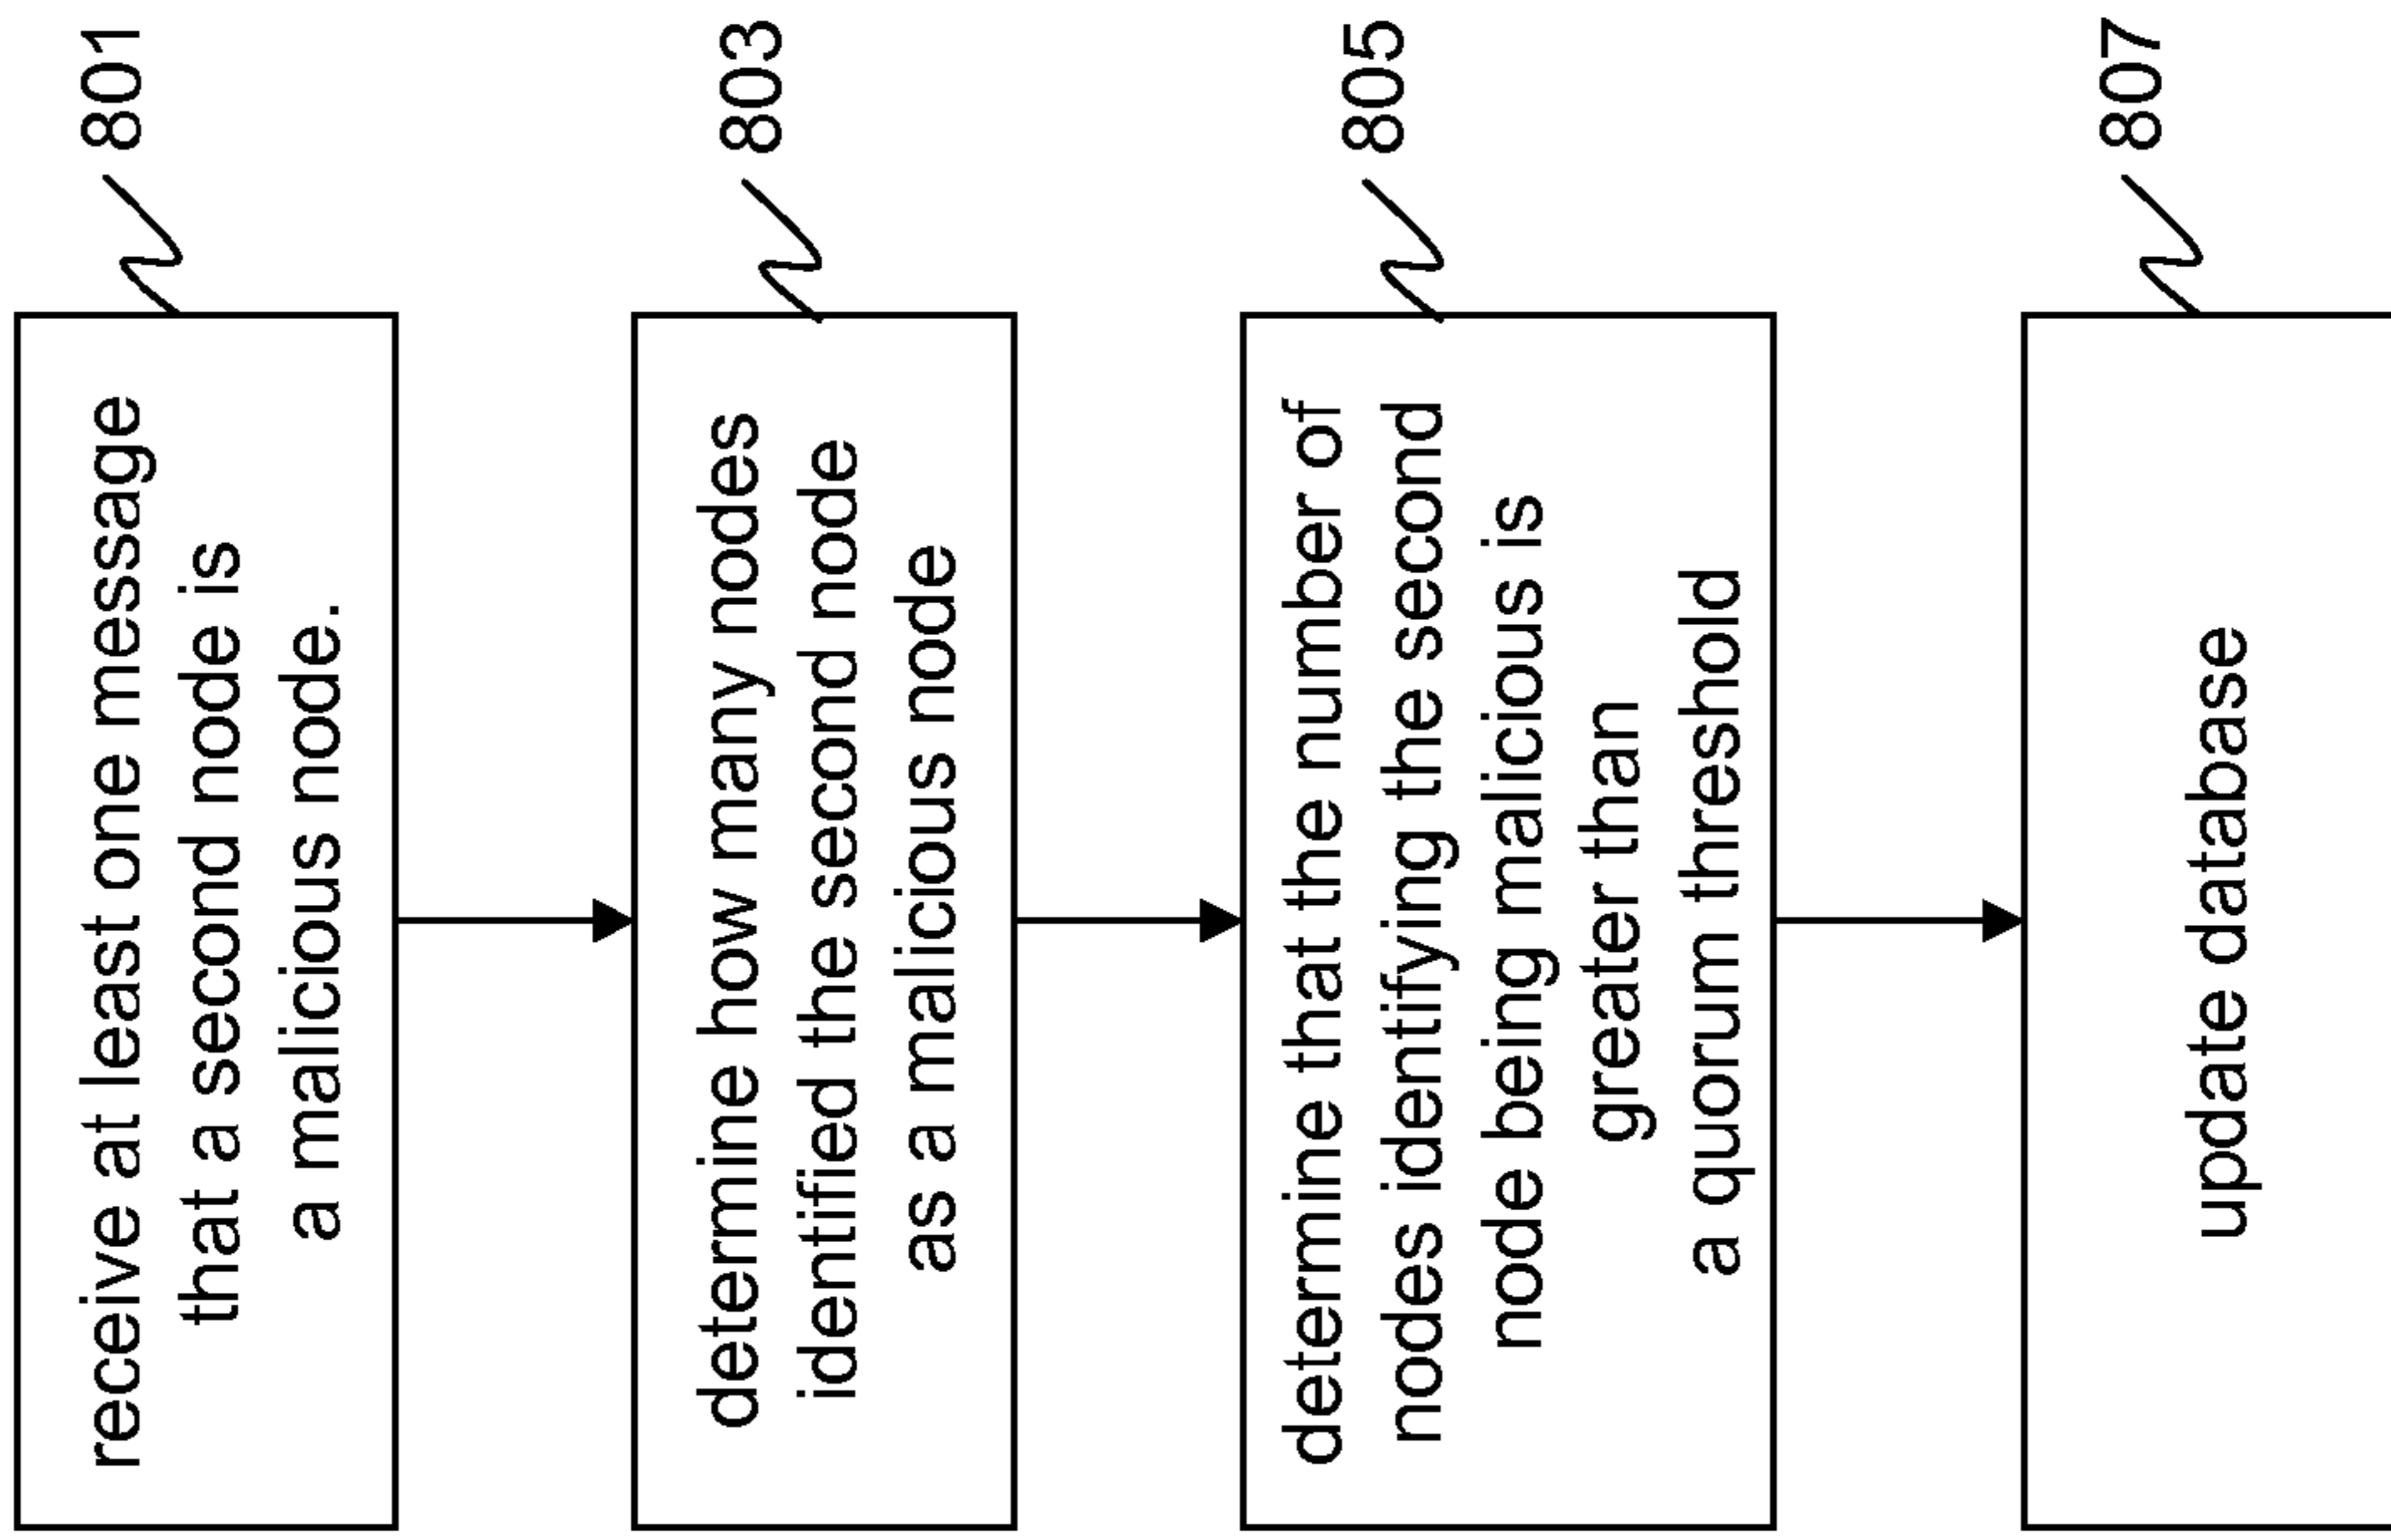 receive at least one message
that a second node is
a malicious node.
801
determine how many nodes
identified the second node
as a malicious node
803
determine that the number of
nodes identifying the second
node being malicious is
greater than
a quorum threshold
805
update database
807